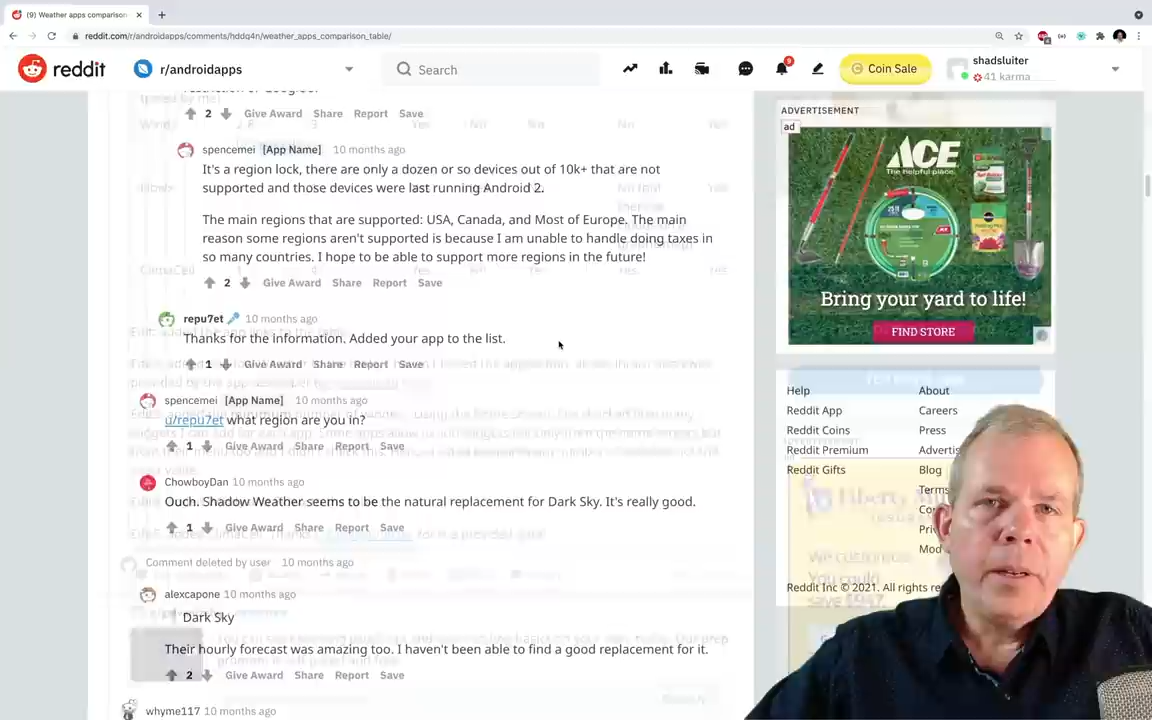 (9) Weather apps comparison
reddit.com/r/androidapps/comments/hddq4n/weather_apps_comparison_table/
reddit
r/androidapps
Search
9
Coin Sale
shadsluiter
41 karma
2 Give Award Share Report Save
spencemei [App Name] 10 months ago
It's a region lock, there are only a dozen or so devices out of 10k+ that are not
supported and those devices were last running Android 2.
The main regions that are supported: USA, Canada, and Most of Europe. The main
reason some regions aren't supported is because I am unable to handle doing taxes in
so many countries. I hope to be able to support more regions in the future!
2 Give Award Share Report Save
repu7et 10 months ago
Thanks for the information. Added your app to the list.
1 Give Award Share Report Save
spencemei [App Name] 10 months ago
u/repu7et what region are you in?
1 Give Award Share Report Save
ChowboyDan 10 months ago
Ouch. Shadow Weather seems to be the natural replacement for Dark Sky. It's really good.
1 Give Award Share Report Save
Comment deleted by user 10 months ago
alexcapone 10 months ago
Dark Sky
Their hourly forecast was amazing too. I haven't been able to find a good replacement for it.
2 Give Award Share Report Save
whyme117 10 months ago
ADVERTISEMENT
ad
ACE
The helpful place.
Bring your yard to life!
FIND STORE
Help About
Reddit App Careers
Reddit Coins Press
Reddit Premium Advertis
Reddit Gifts Blog
Terms
Con
Priv
Mod
Reddit Inc © 2021. All rights re